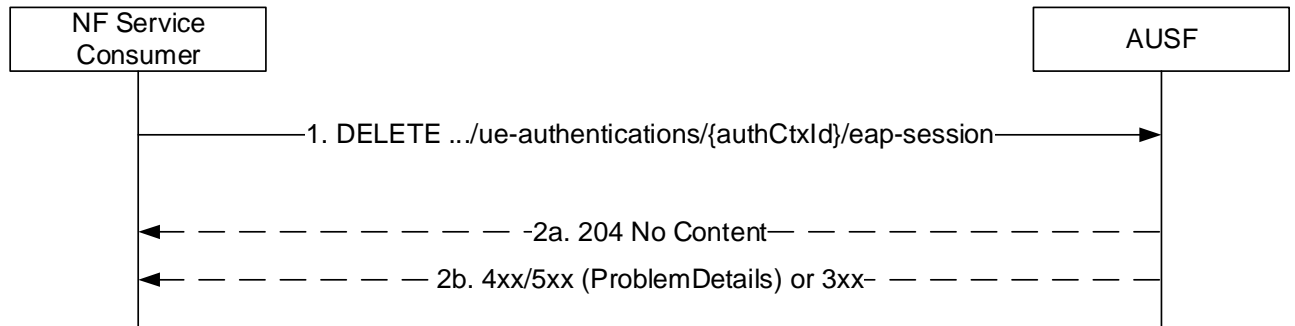 NF Service
Consumer
AUSF
1. DELETE .../ue-authentications/{authCtxId}/eap-session
2a. 204 No Content
2b. 4xx/5xx (ProblemDetails) or 3xx